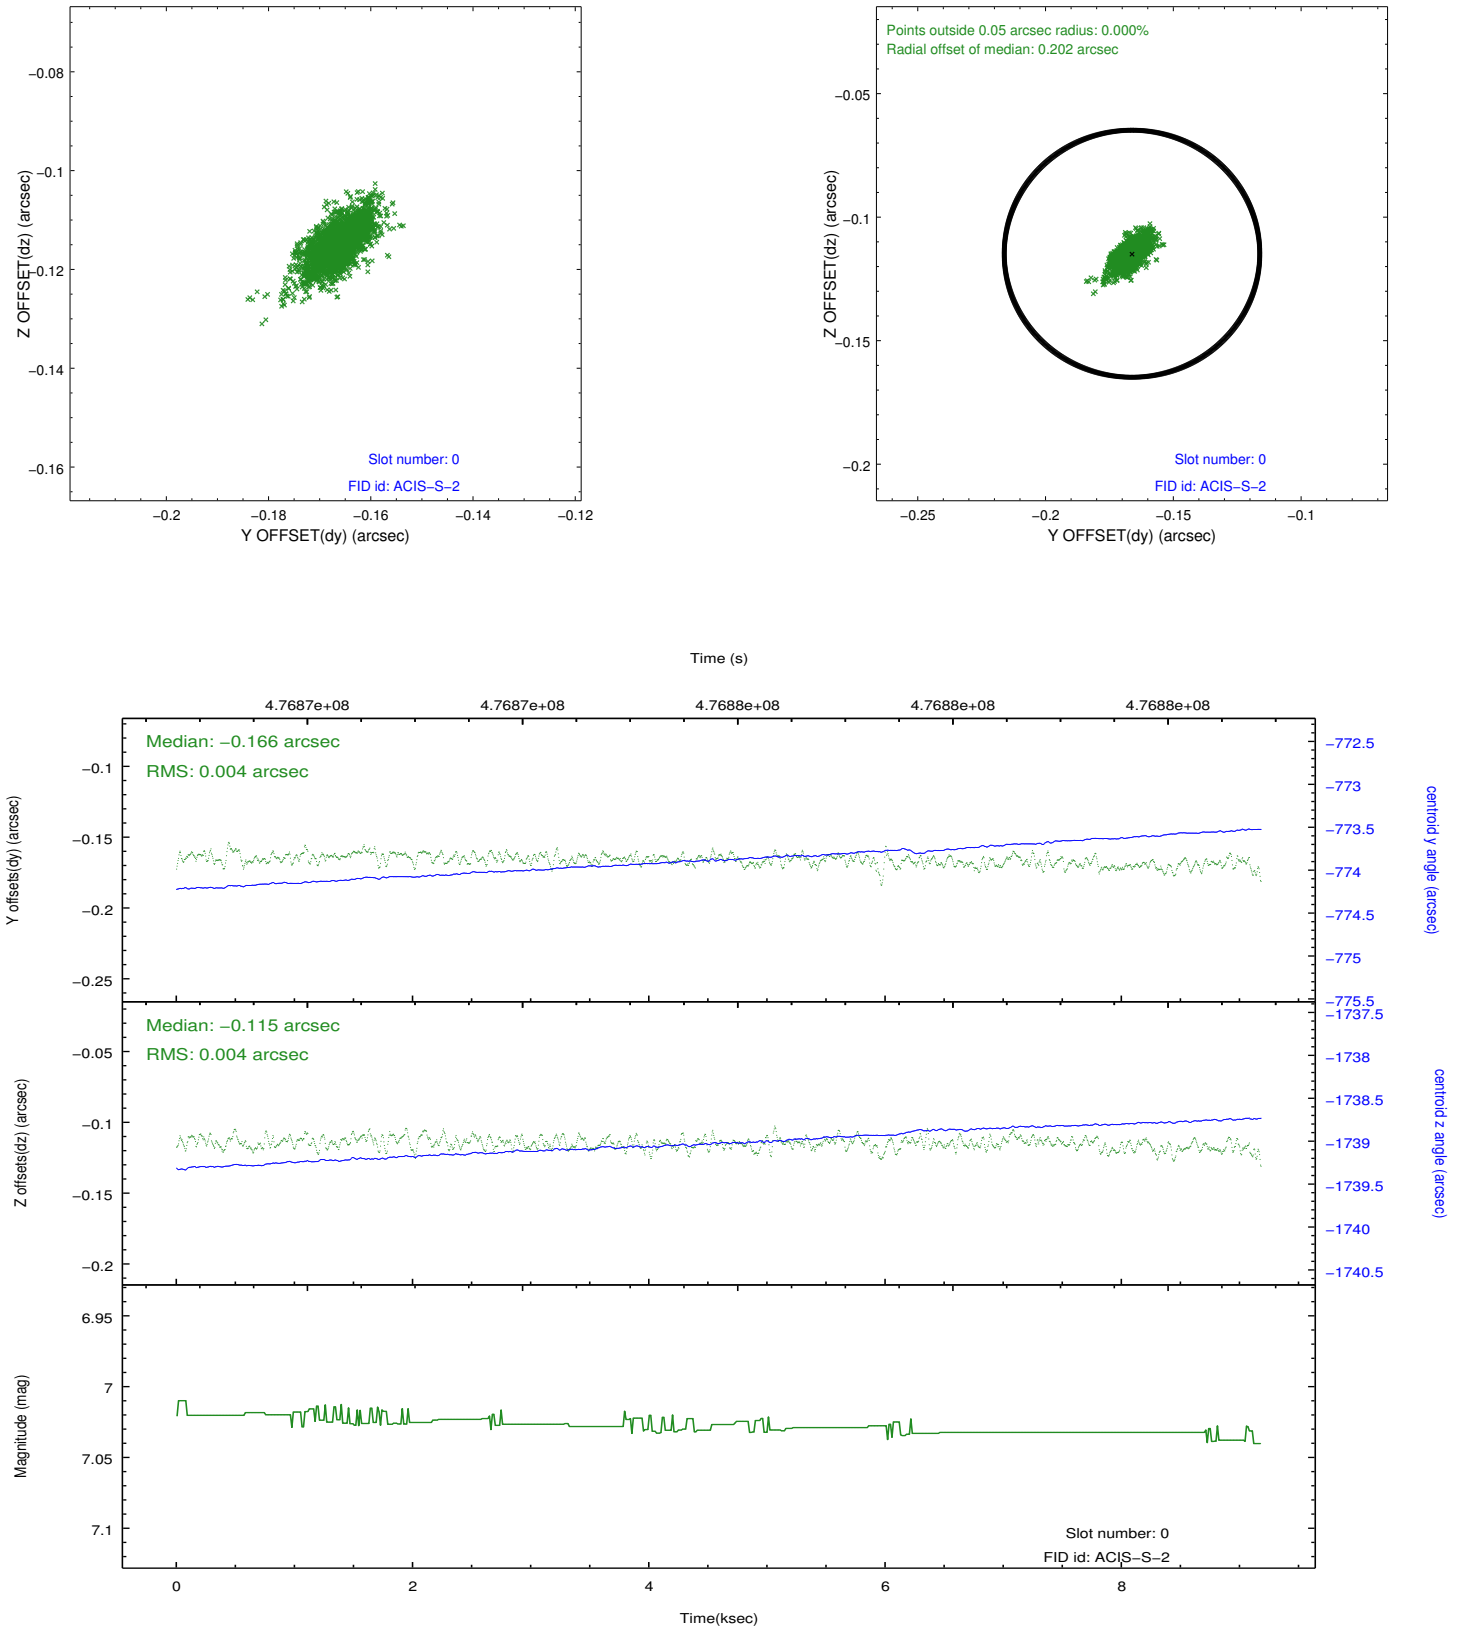 −0.08
−0.1
−0.12
−0.14
−0.16
Z OFFSET(dz) (arcsec)
Slot number: 0
FID id: ACIS−S−2
−0.2
−0.18
−0.16
−0.14
−0.12
Y OFFSET(dy) (arcsec)
Points outside 0.05 arcsec radius: 0.000%
Radial offset of median: 0.202 arcsec
−0.05
−0.1
−0.15
−0.2
Z OFFSET(dz) (arcsec)
Slot number: 0
FID id: ACIS−S−2
−0.25
−0.2
−0.15
−0.1
Y OFFSET(dy) (arcsec)
Time (s)
4.7687e+08
4.7687e+08
4.7688e+08
4.7688e+08
4.7688e+08
Median: −0.166 arcsec
RMS: 0.004 arcsec
−0.1
−0.15
−0.2
−0.25
Y offsets(dy) (arcsec)
−772.5
−773
−773.5
−774
−774.5
−775
−775.5
centroid y angle (arcsec)
Median: −0.115 arcsec
RMS: 0.004 arcsec
−0.05
−0.1
−0.15
−0.2
Z offsets(dz) (arcsec)
−1737.5
−1738
−1738.5
−1739
−1739.5
−1740
−1740.5
centroid z angle (arcsec)
6.95
7
7.05
7.1
Magnitude (mag)
Slot number: 0
FID id: ACIS−S−2
0
2
4
6
8
Time(ksec)